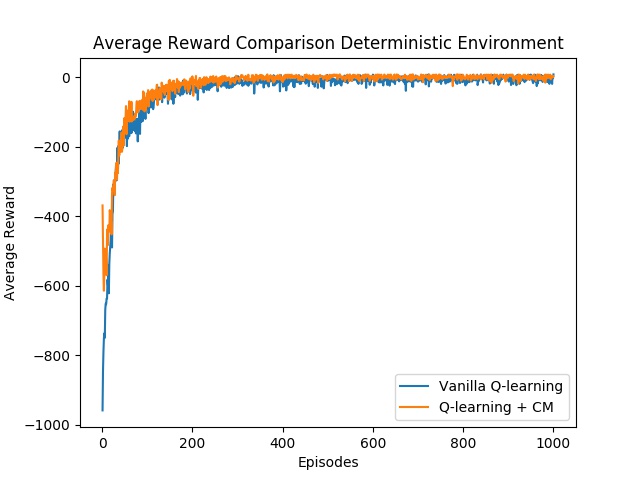 Average Reward Comparison Deterministic Environment
Average Reward
0
−200
−400
−600
−800
−1000
0 200 400 600 800 1000
Episodes
Vanilla Q-learning
Q-learning + CM